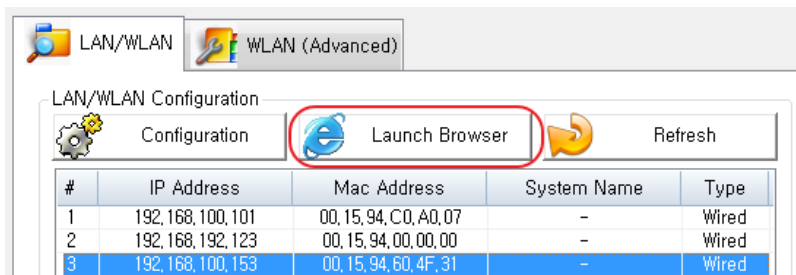 LAN/WLAN WLAN (Advanced)
LAN/WLAN Configuration
Configuration Launch Browser Refresh
# IP Address Mac Address System Name Type
1 192,168,100,101 00,15,94,C0,A0,07 - Wired
2 192,168,192,123 00,15,94,00,00,00 - Wired
3 192,168,100,153 00,15,94,60,4F,31 - Wired